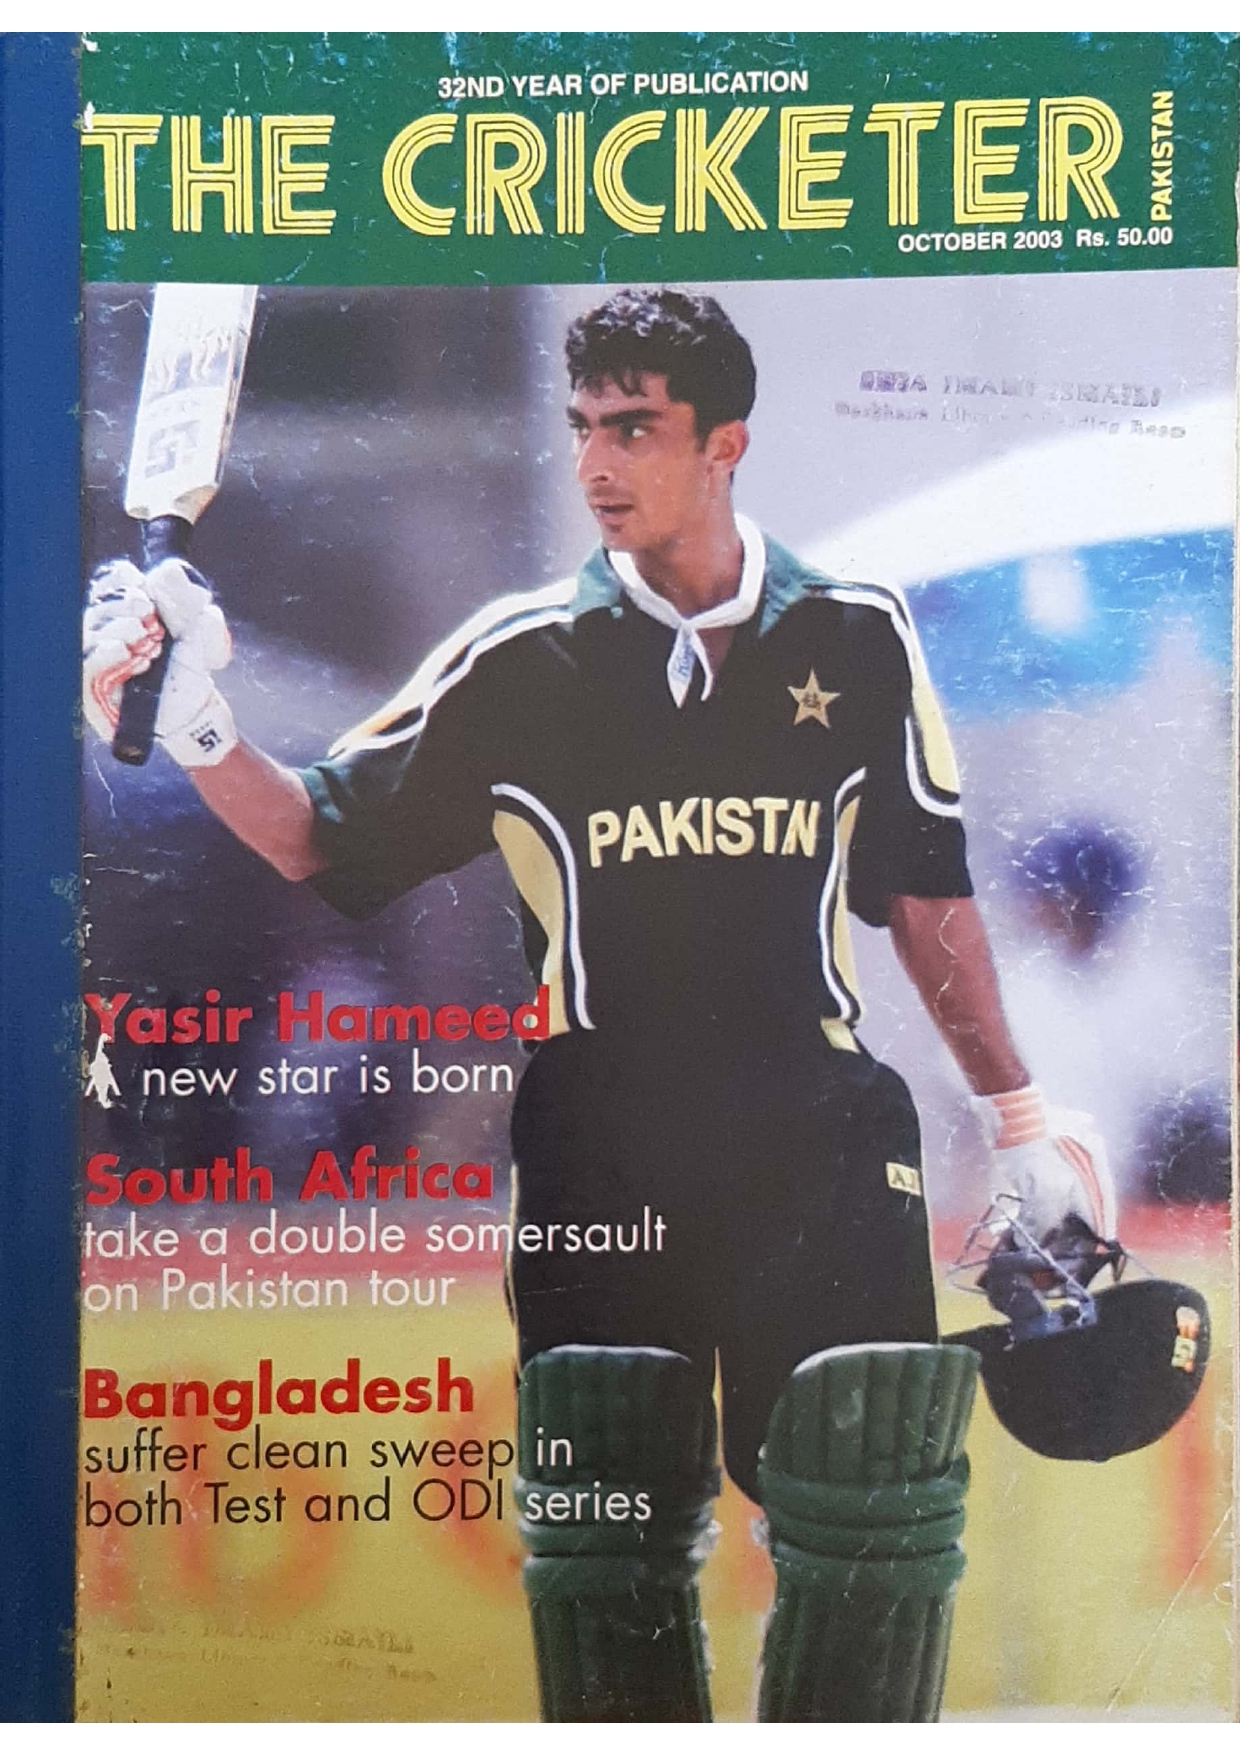 32ND YEAR OF PUBLICATION
THE CRICKETER
PAKISTAN
OCTOBER 2003 Rs. 50.00
PAKISTAN
Yasir Hameed
A new star is born
South Africa
take a double somersault
on Pakistan tour
Bangladesh
suffer clean sweep in
both Test and ODI series